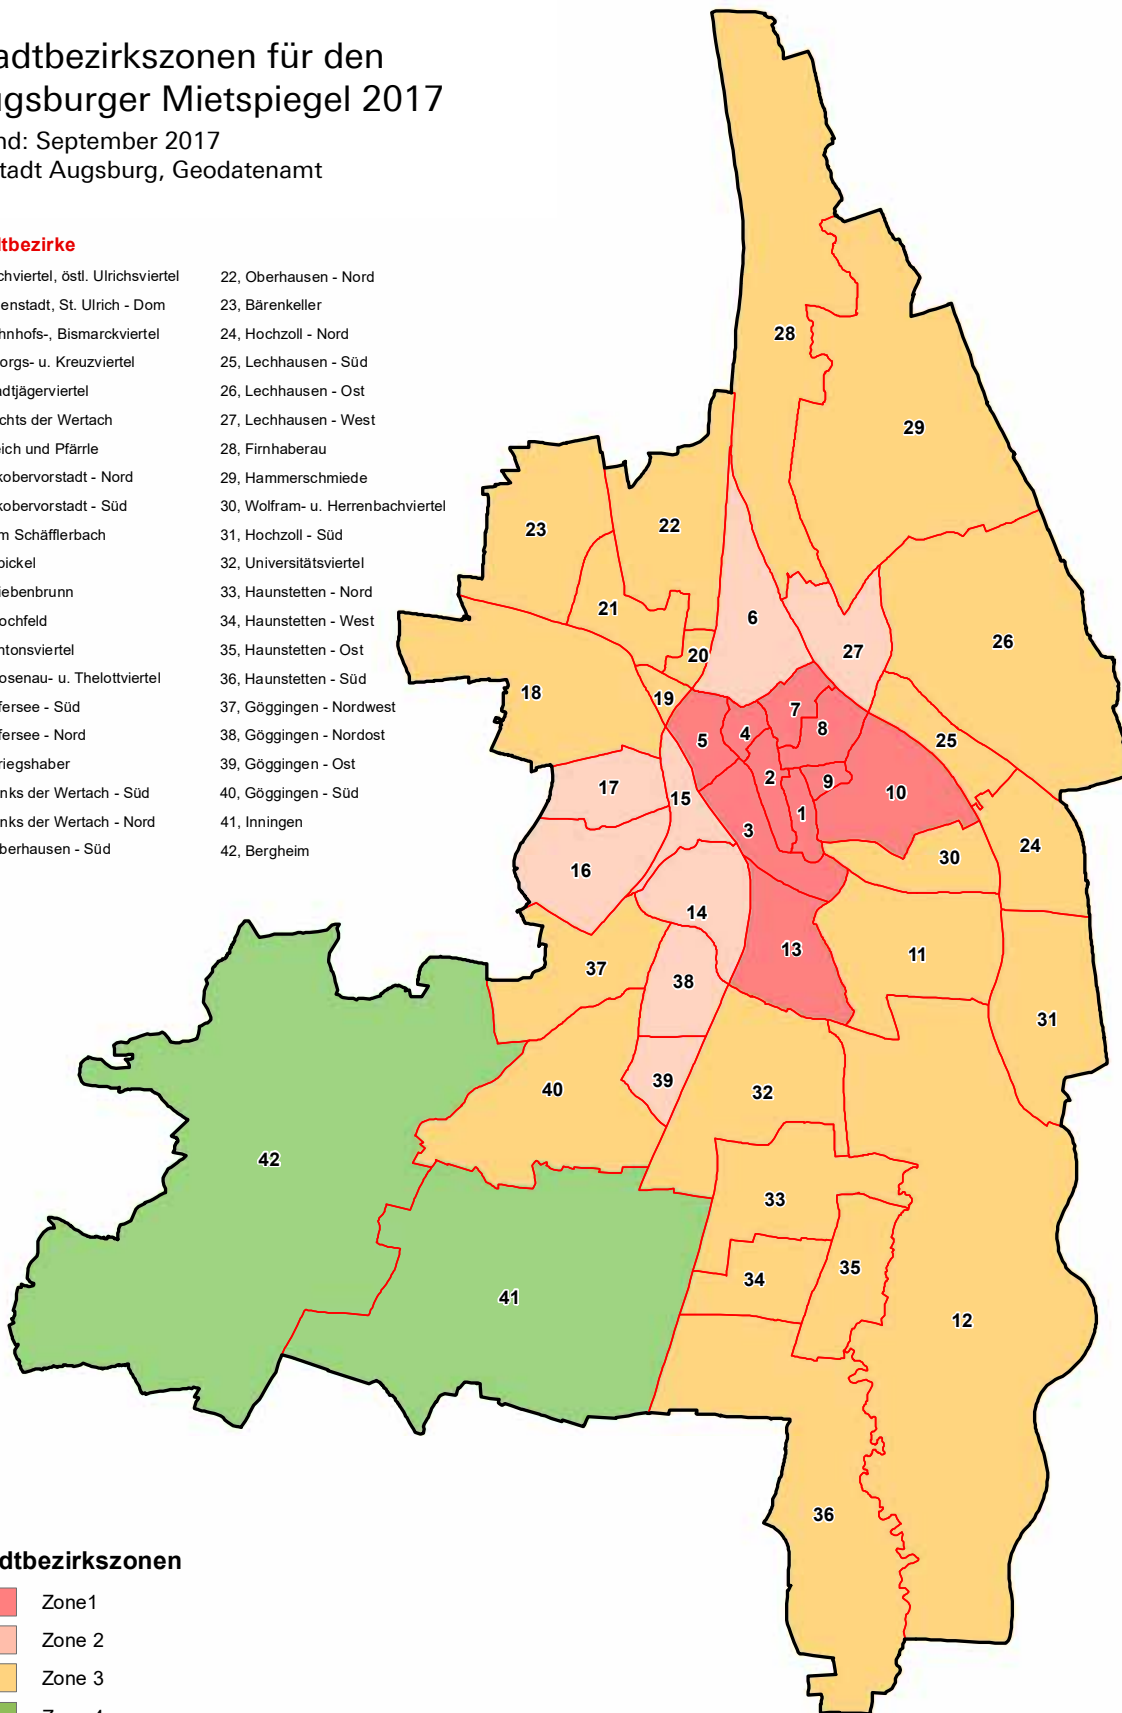 adtbezirkszonen für den
ugsburger Mietspiegel 2017
nd: September 2017
tadt Augsburg, Geodatenamt
dtbezirke
chviertel, östl. Ulrichsviertel
enstadt, St. Ulrich - Dom
hnhofs-, Bismarckviertel
orgs- u. Kreuzviertel
adtjägerviertel
chts der Wertach
eich und Pfärrle
kobervorstadt - Nord
kobervorstadt - Süd
m Schäfflerbach
pickel
iebenbrunn
ochfeld
ntonsviertel
osenau- u. Thelottviertel
fersee - Süd
fersee - Nord
riegshaber
nks der Wertach - Süd
nks der Wertach - Nord
berhausen - Süd
22, Oberhausen - Nord
23, Bärenkeller
24, Hochzoll - Nord
25, Lechhausen - Süd
26, Lechhausen - Ost
27, Lechhausen - West
28, Firnhaberau
29, Hammerschmiede
30, Wolfram- u. Herrenbachviertel
31, Hochzoll - Süd
32, Universitätsviertel
33, Haunstetten - Nord
34, Haunstetten - West
35, Haunstetten - Ost
36, Haunstetten - Süd
37, Göggingen - Nordwest
38, Göggingen - Nordost
39, Göggingen - Ost
40, Göggingen - Süd
41, Inningen
42, Bergheim
28
29
23
22
21
6
26
27
20
18
19
7
8
5
4
25
2
9
17
10
15
1
3
24
30
16
14
13
11
37
38
31
39
40
32
42
33
35
34
41
12
36
dtbezirkszonen
Zone1
Zone 2
Zone 3